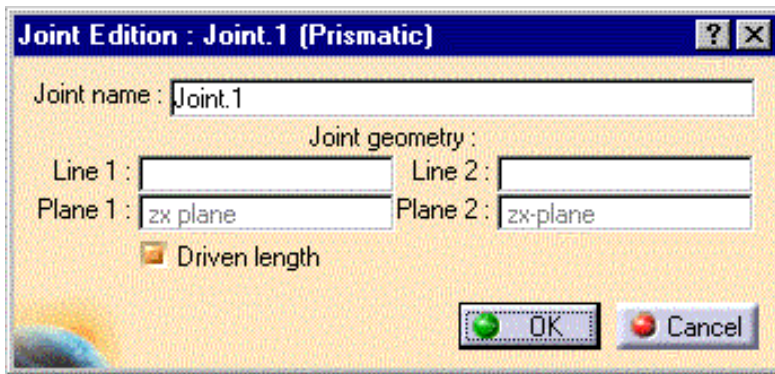 Joint Edition : Joint.1 (Prismatic)
Joint name : Joint.1
Joint geometry :
Line 1 : Line 2 :
Plane 1 : zx plane Plane 2 : zx-plane
Driven length
OK Cancel